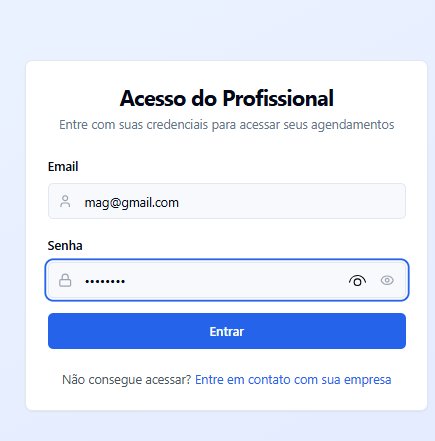 Acesso do Profissional
Entre com suas credenciais para acessar seus agendamentos
Email
mag@gmail.com
Senha
••••••••
Entrar
Não consegue acessar? Entre em contato com sua empresa